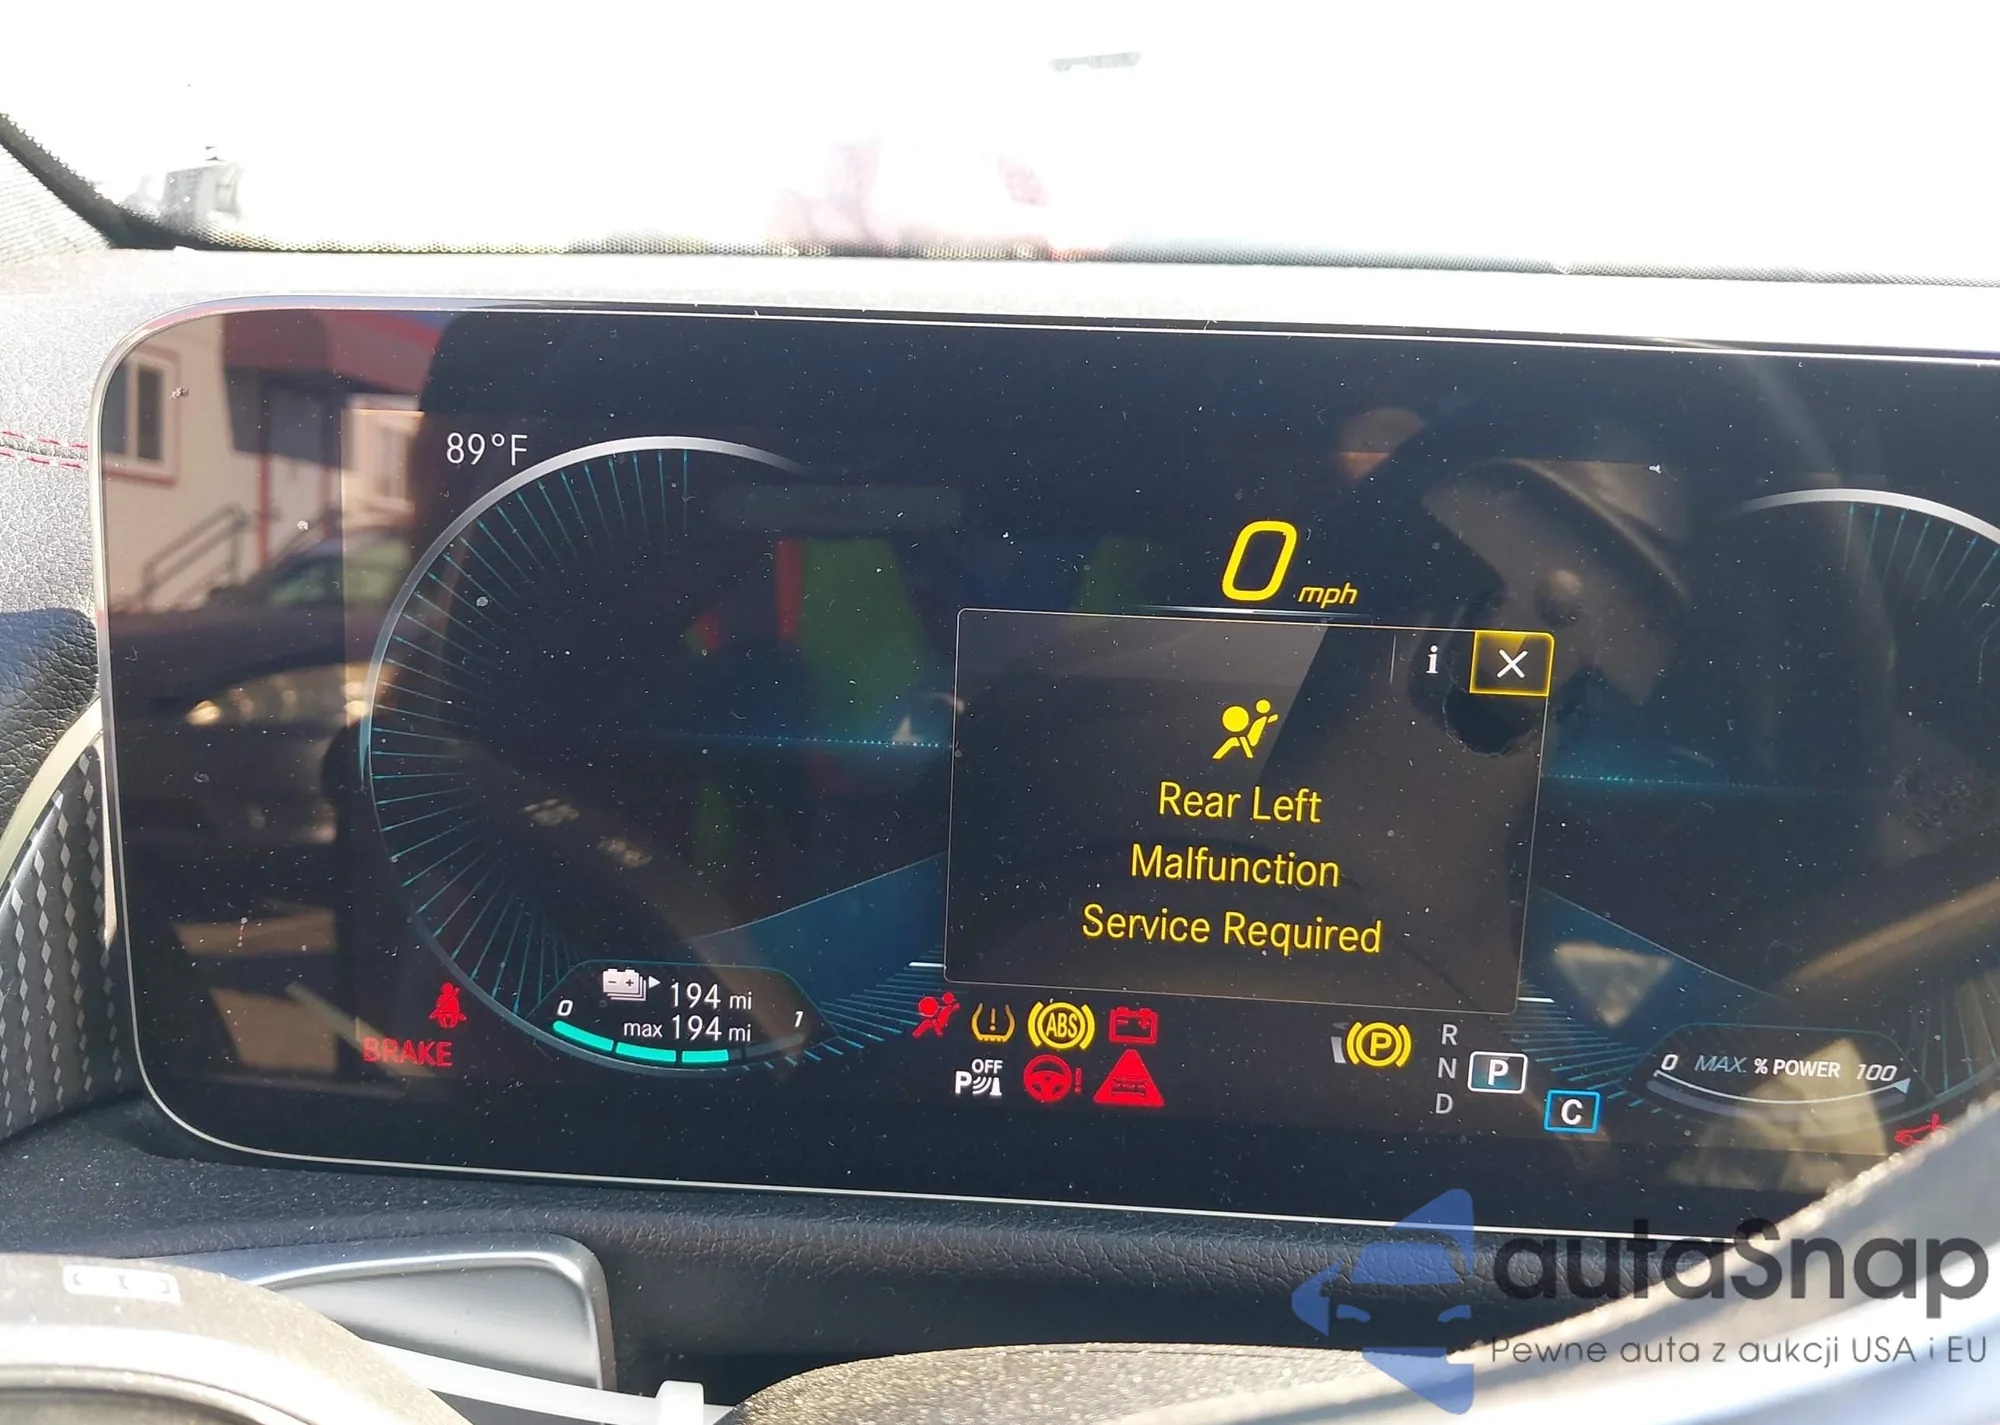 89°F
0 mph
i
Rear Left
Malfunction
Service Required
194 mi
max 194 mi
0 1
BRAKE
ABS
OFF
P
P
R
N P
D
C
0 MAX. % POWER 100
autaSnap
Pewne auta z aukcji USA i EU